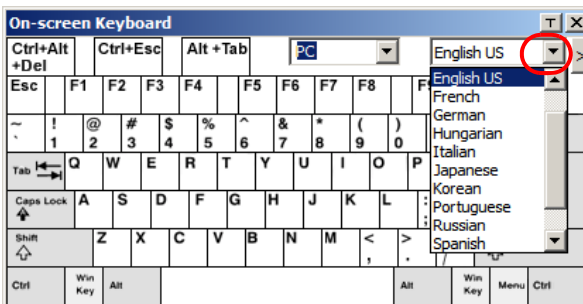 On-screen Keyboard T X
Ctrl+Alt +Del Ctrl+Esc Alt +Tab PC English US >
English US
French
German
Hungarian
Italian
Japanese
Korean
Portuguese
Russian
Spanish
Esc F1 F2 F3 F4 F5 F6 F7 F8
~ ! @ # $ % ^ & * ( )
` 1 2 3 4 5 6 7 8 9 0
Tab Q W E R T Y U I O P
Caps Lock A S D F G H J K L : ;
Shift Z X C V B N M < , > . /
Ctrl Win Key Alt Alt Win Key Menu Ctrl